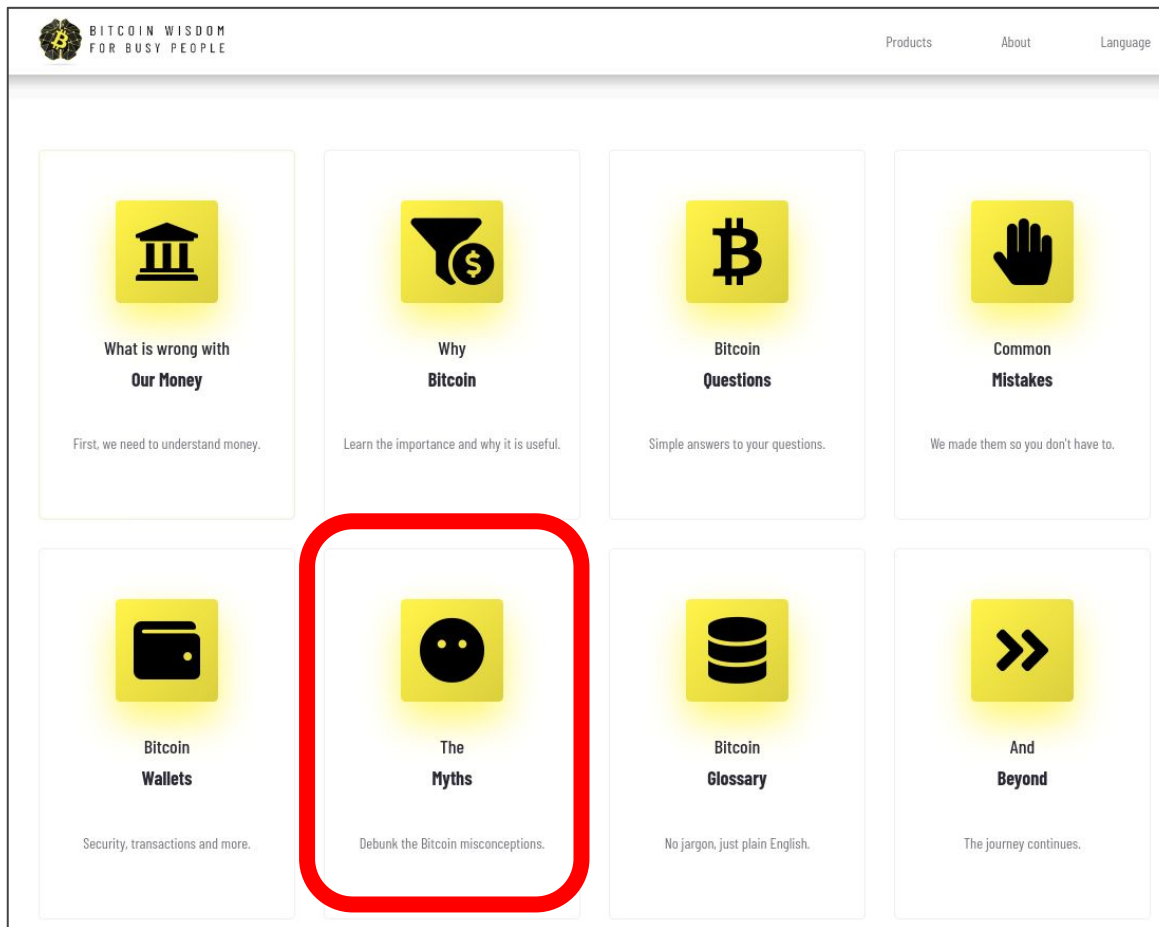 BITCOIN WISDOM
FOR BUSY PEOPLE
Products
About
Language
What is wrong with
Our Money
First, we need to understand money.
Why
Bitcoin
Learn the importance and why it is useful.
Bitcoin
Questions
Simple answers to your questions.
Common
Mistakes
We made them so you don't have to.
Bitcoin
Wallets
Security, transactions and more.
The
Myths
Debunk the Bitcoin misconceptions.
Bitcoin
Glossary
No jargon, just plain English.
And
Beyond
The journey continues.